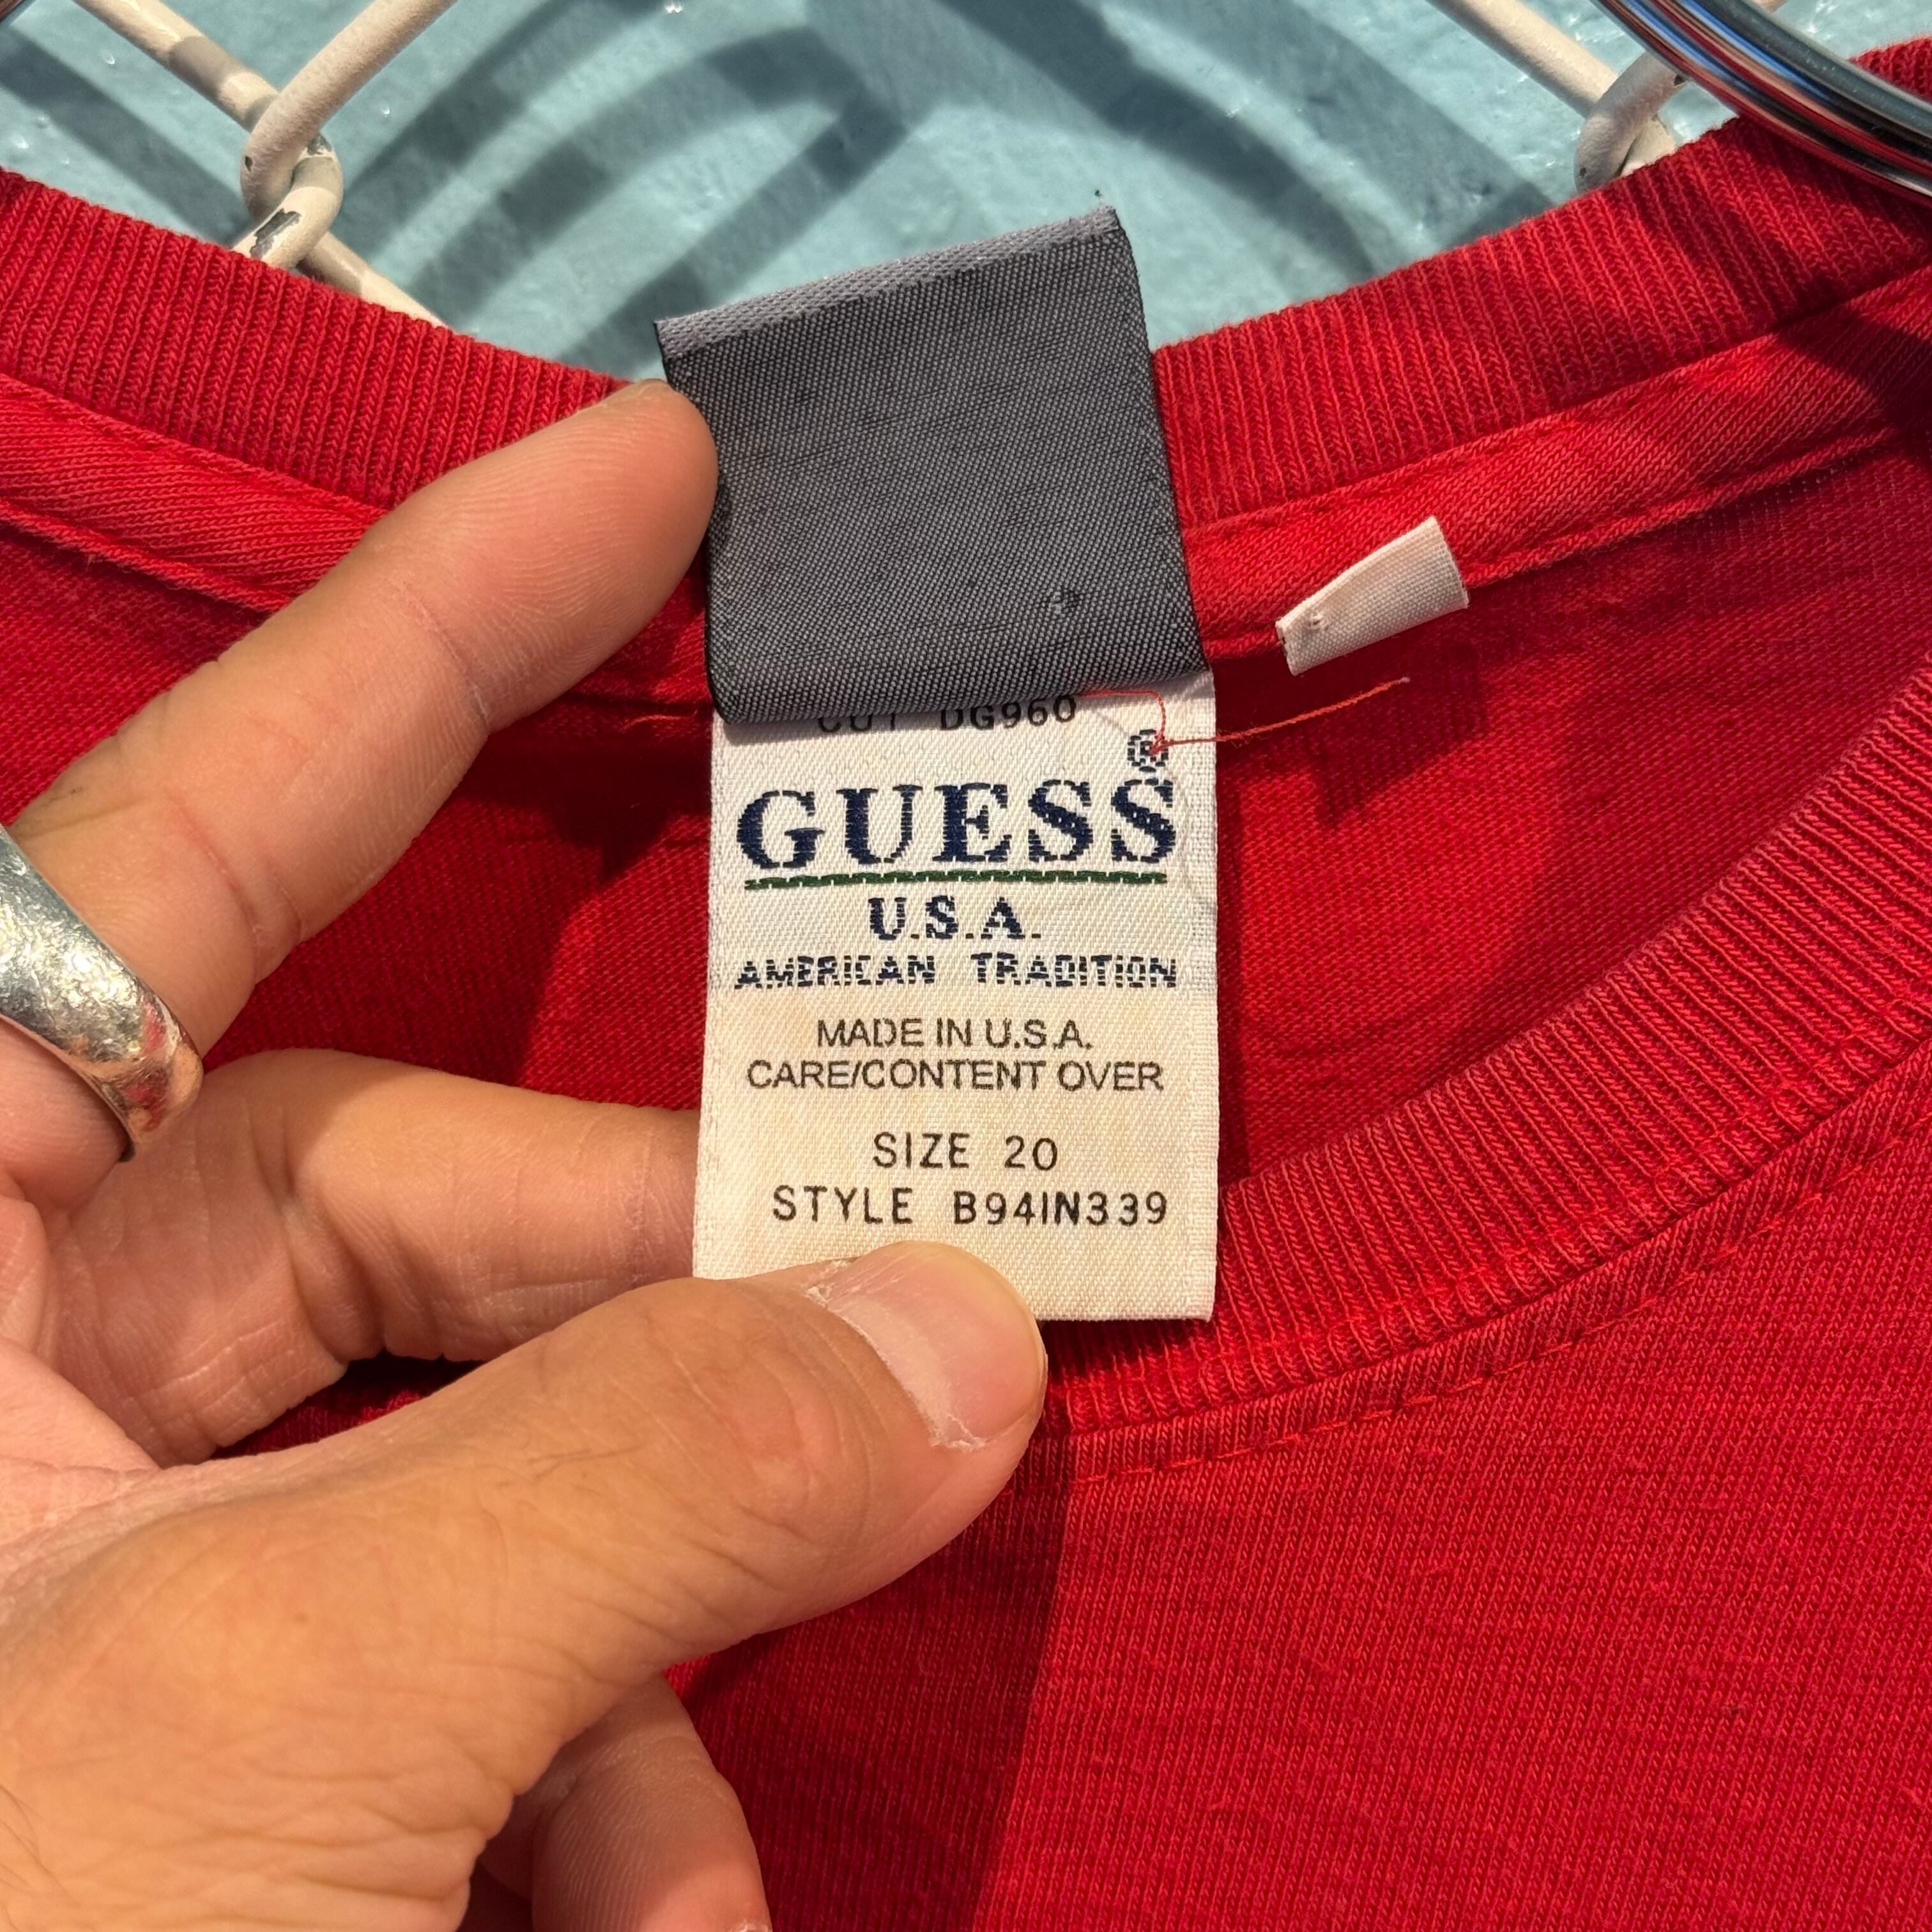 CUT DG960
®
GUESS
U.S.A.
AMERICAN TRADITION
MADE IN U.S.A.
CARE/CONTENT OVER
SIZE 20
STYLE B94IN339